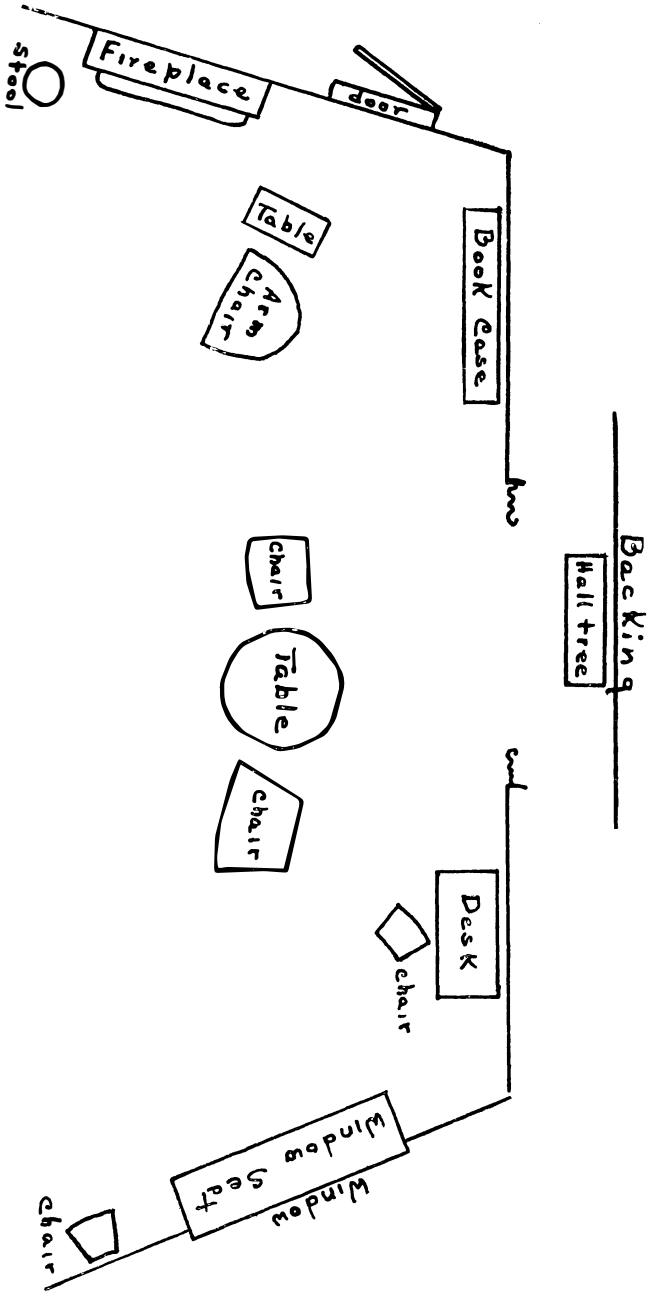 Backing
Hall tree
Fireplace
stool
door
Book Case
Table
Arm
Chair
Chair
Table
Chair
Desk
chair
Window Seat
Window
chair